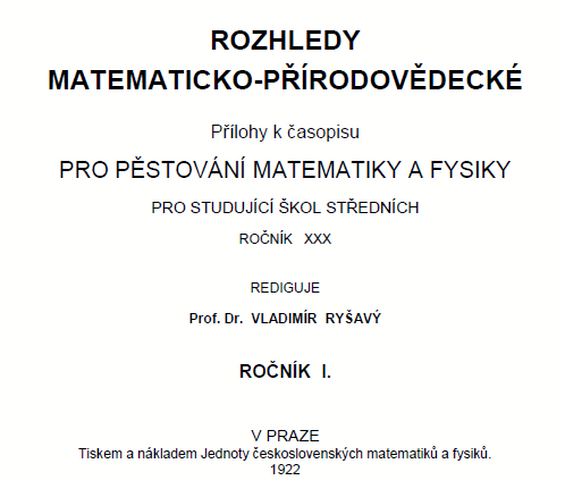 ROZHLEDY
MATEMATICKO-PŘÍRODOVĚDECKÉ
Přílohy k časopisu
PRO PĚSTOVÁNÍ MATEMATIKY A FYSIKY
PRO STUDUJÍCÍ ŠKOL STŘEDNÍCH
ROČNÍK XXX
REDIGUJE
Prof. Dr. VLADIMÍR RYŠAVÝ
ROČNÍK I.
V PRAZE
Tiskem a nákladem Jednoty československých matematiků a fysiků.
1922